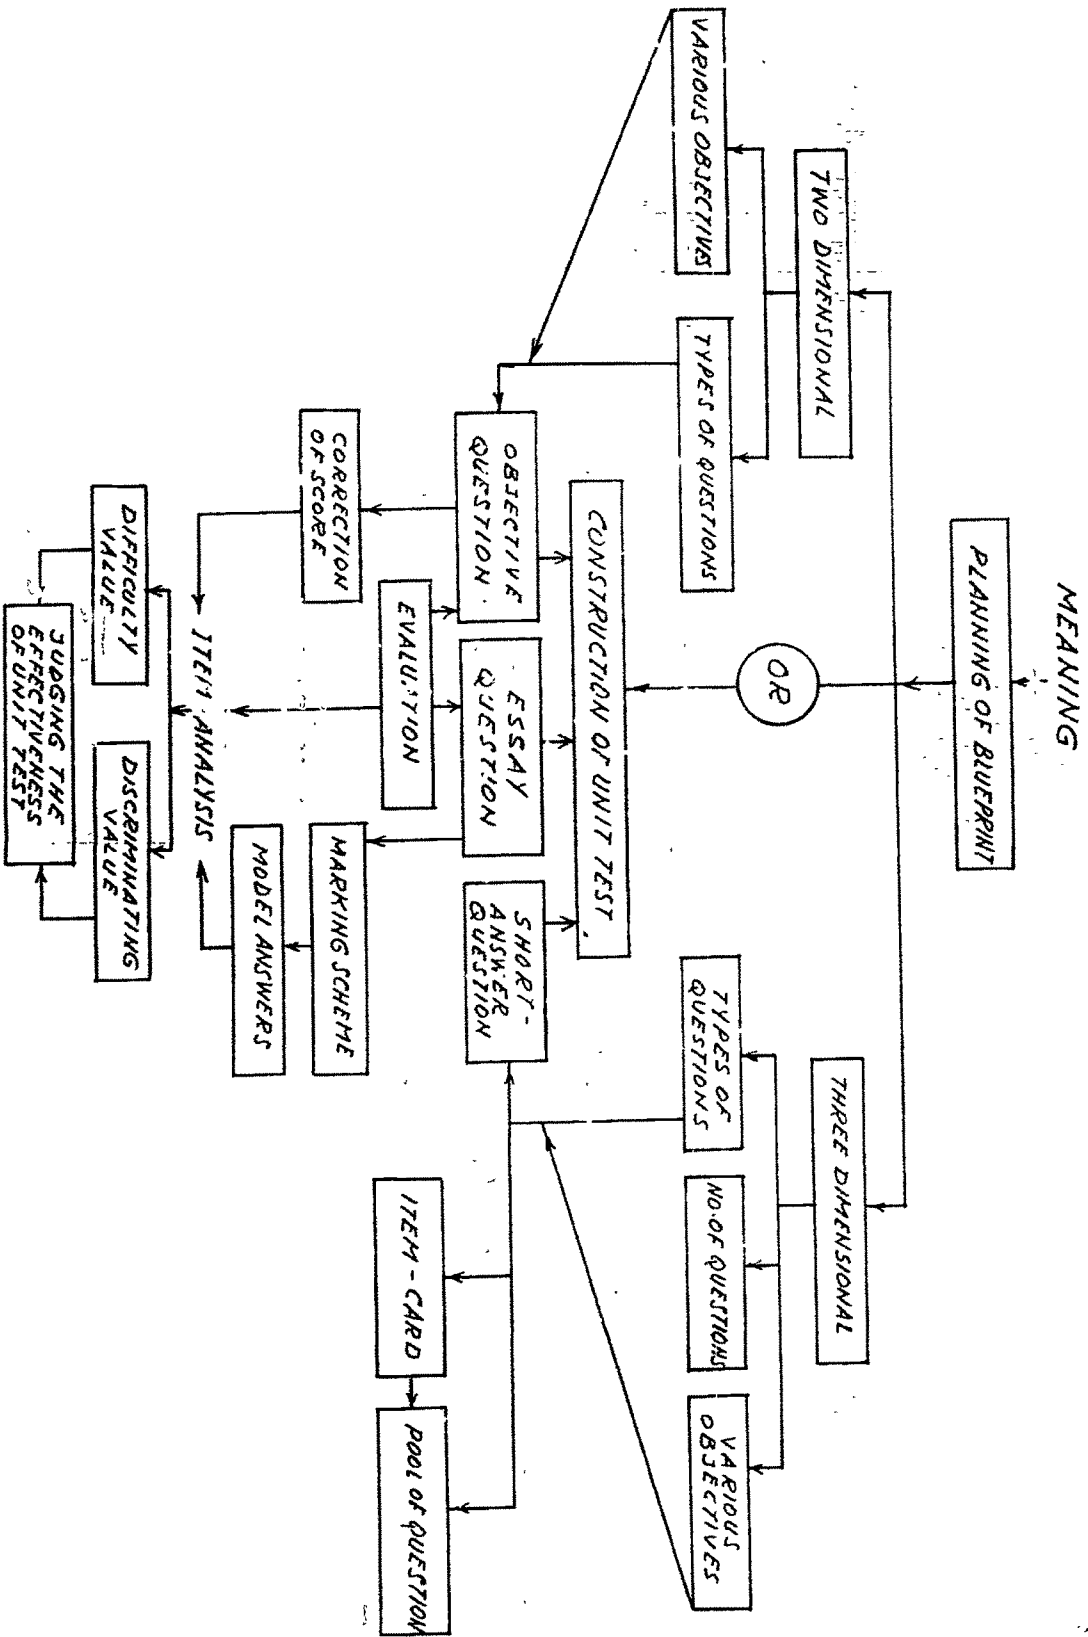 MEANING
PLANNING OF BLUEPRINT
TWO DIMENSIONAL
THREE DIMENSIONAL
OR
VARIOUS OBJECTIVES
TYPES OF QUESTIONS
TYPES OF
QUESTIONS
NO. OF QUESTIONS
VARIOUS
OBJECTIVES
CONSTRUCTION OF UNIT TEST.
OBJECTIVE
QUESTION.
ESSAY
QUESTION
SHORT-
ANSWER
QUESTION
EVALUATION
ITEM-CARD
POOL OF QUESTION
CORRECTION
OF SCORE
MARKING SCHEME
MODEL ANSWERS
ITEM-ANALYSIS
DIFFICULTY
VALUE
DISCRIMINATING
VALUE
JUDGING THE
EFFECTIVENESS
OF UNIT TEST